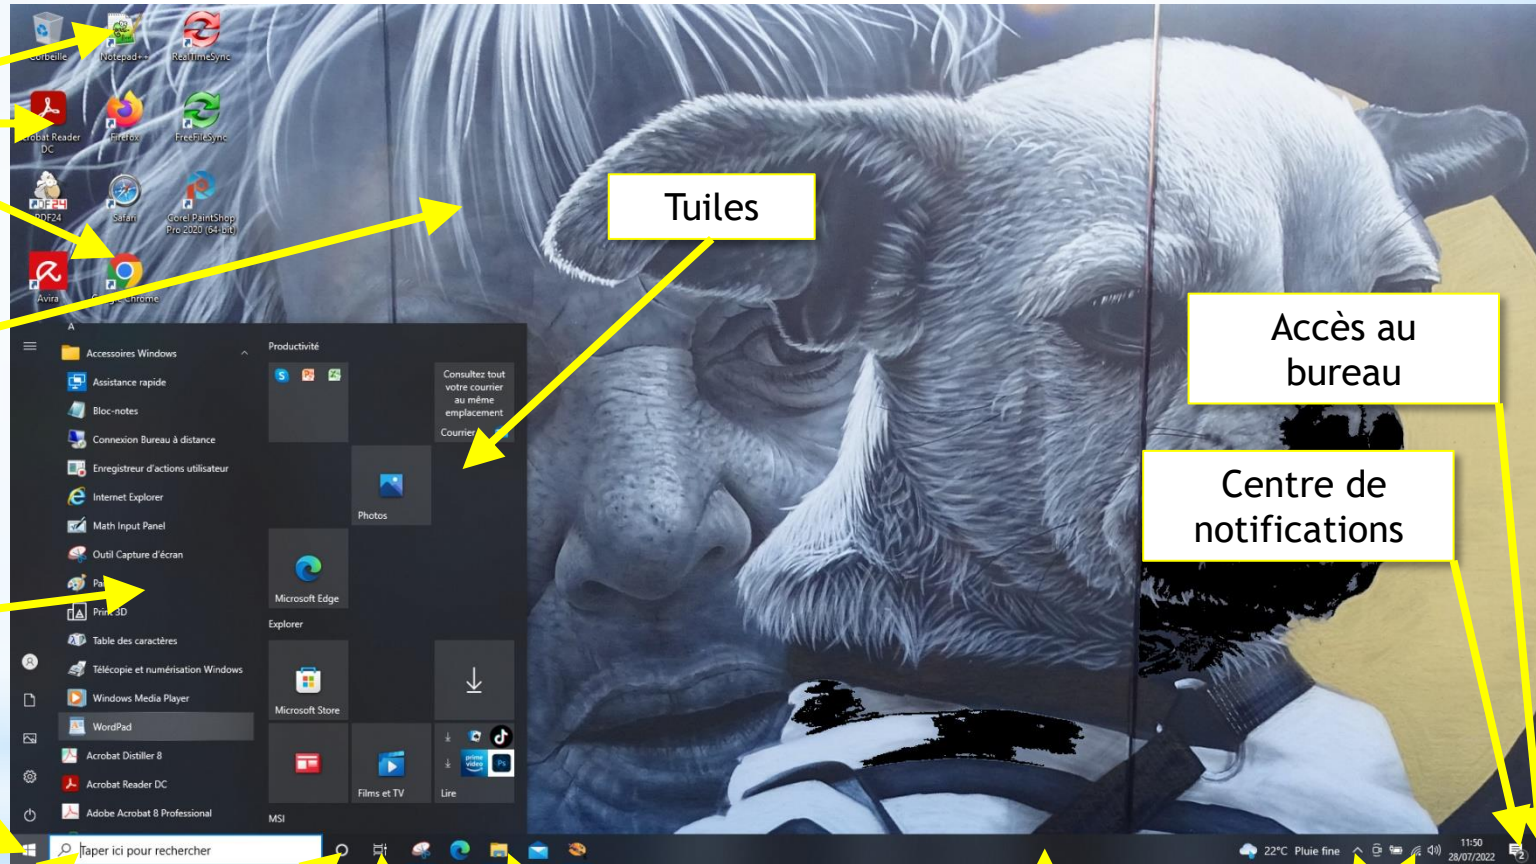 Corbeille
Notepad++
RealTimeSync
Acrobat Reader
DC
Firefox
FreeFileSync
PDF24
PDF24
Safari
Corel PaintShop
Pro 2020 (64-bit)
Avira
Google Chrome
Tuiles
Accès au
bureau
Centre de
notifications
A
Accessoires Windows
Assistance rapide
Bloc-notes
Connexion Bureau à distance
Enregistreur d'actions utilisateur
Internet Explorer
Math Input Panel
Outil Capture d'écran
Print 3D
Table des caractères
Télécopie et numérisation Windows
Windows Media Player
WordPad
Acrobat Distiller 8
Acrobat Reader DC
Adobe Acrobat 8 Professional
Productivité
Consultez tout
votre courrier
au même
emplacement
Courrier
Photos
Microsoft Edge
Explorer
Microsoft Store
Films et TV
prime
video
Ps
Lire
MSI
Taper ici pour rechercher
22°C Pluie fine
11:50
28/07/2022